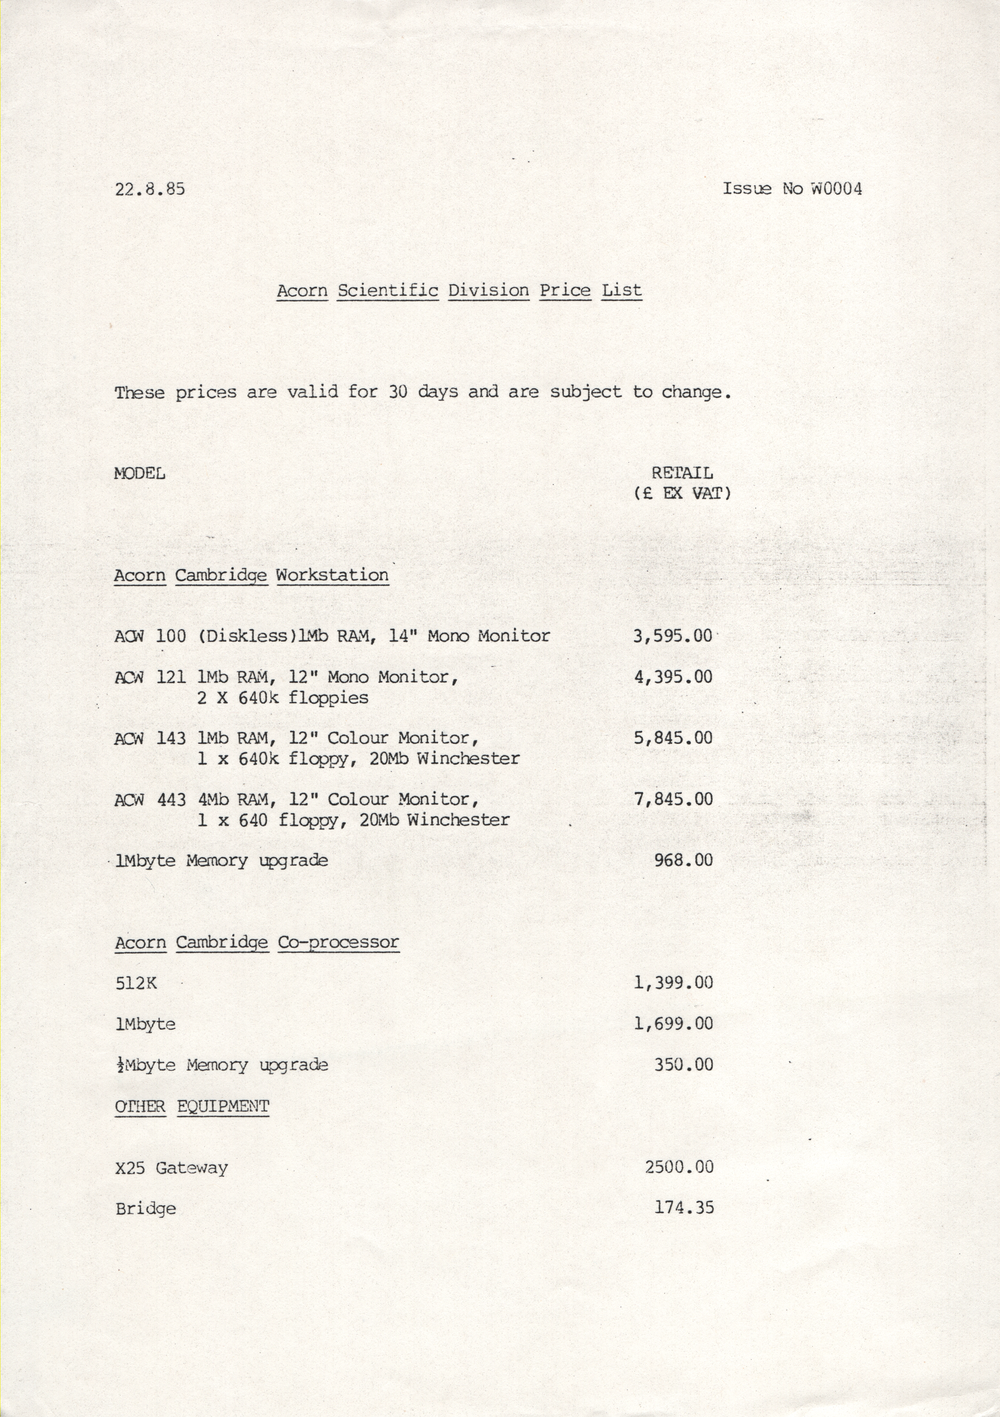 22.8.85 Issue No W0004
Acorn Scientific Division Price List
These prices are valid for 30 days and are subject to change.
MODEL RETAIL
(£ EX VAT)
Acorn Cambridge Workstation
ACW 100 (Diskless)1Mb RAM, 14" Mono Monitor 3,595.00
ACW 121 1Mb RAM, 12" Mono Monitor, 4,395.00
2 X 640k floppies
ACW 143 1Mb RAM, 12" Colour Monitor, 5,845.00
1 x 640k floppy, 20Mb Winchester
ACW 443 4Mb RAM, 12" Colour Monitor, 7,845.00
1 x 640 floppy, 20Mb Winchester
1Mbyte Memory upgrade 968.00
Acorn Cambridge Co-processor
512K 1,399.00
1Mbyte 1,699.00
½Mbyte Memory upgrade 350.00
OTHER EQUIPMENT
X25 Gateway 2500.00
Bridge 174.35